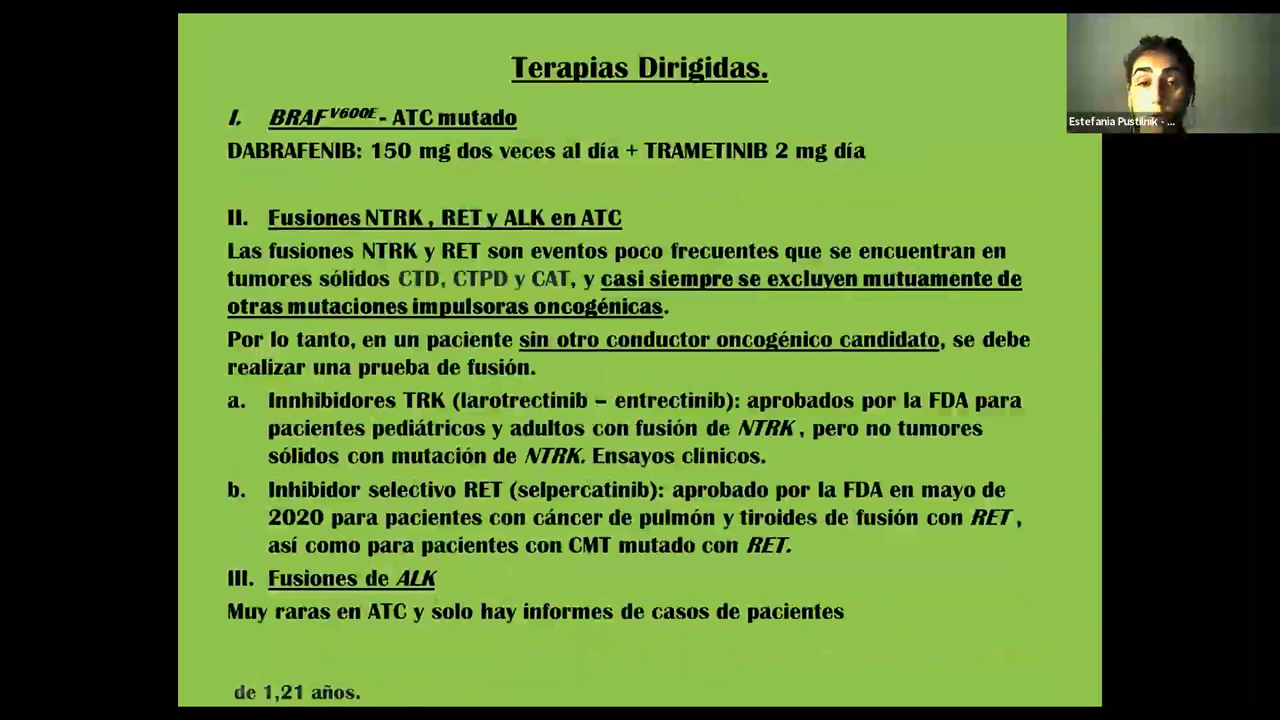 Terapias Dirigidas.
Estefania Pustilnik - ...
I. BRAF V600E - ATC mutado
DABRAFENIB: 150 mg dos veces al día + TRAMETINIB 2 mg día
II. Fusiones NTRK , RET y ALK en ATC
Las fusiones NTRK y RET son eventos poco frecuentes que se encuentran en
tumores sólidos CTD, CTPD y CAT, y casi siempre se excluyen mutuamente de
otras mutaciones impulsoras oncogénicas.
Por lo tanto, en un paciente sin otro conductor oncogénico candidato, se debe
realizar una prueba de fusión.
a. Innhibidores TRK (larotrectinib – entrectinib): aprobados por la FDA para
pacientes pediátricos y adultos con fusión de NTRK , pero no tumores
sólidos con mutación de NTRK. Ensayos clínicos.
b. Inhibidor selectivo RET (selpercatinib): aprobado por la FDA en mayo de
2020 para pacientes con cáncer de pulmón y tiroides de fusión con RET ,
así como para pacientes con CMT mutado con RET.
III. Fusiones de ALK
Muy raras en ATC y solo hay informes de casos de pacientes
de 1,21 años.